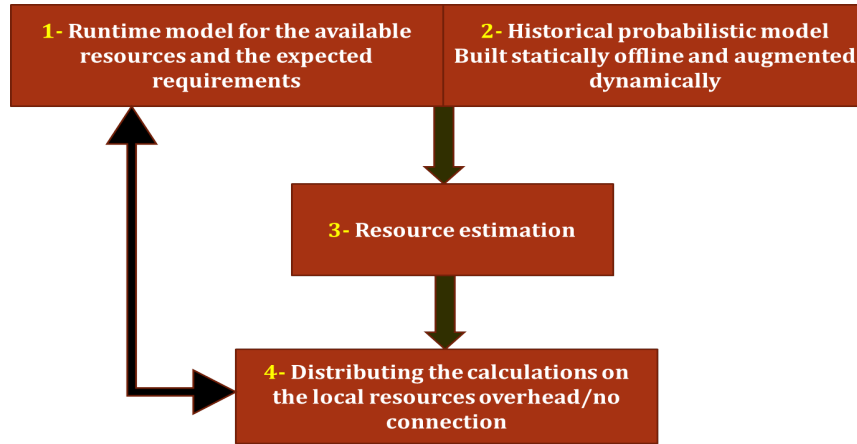 1- Runtime model for the available
resources and the expected
requirements
2- Historical probabilistic model
Built statically offline and augmented
dynamically
3- Resource estimation
4- Distributing the calculations on
the local resources overhead/no
connection